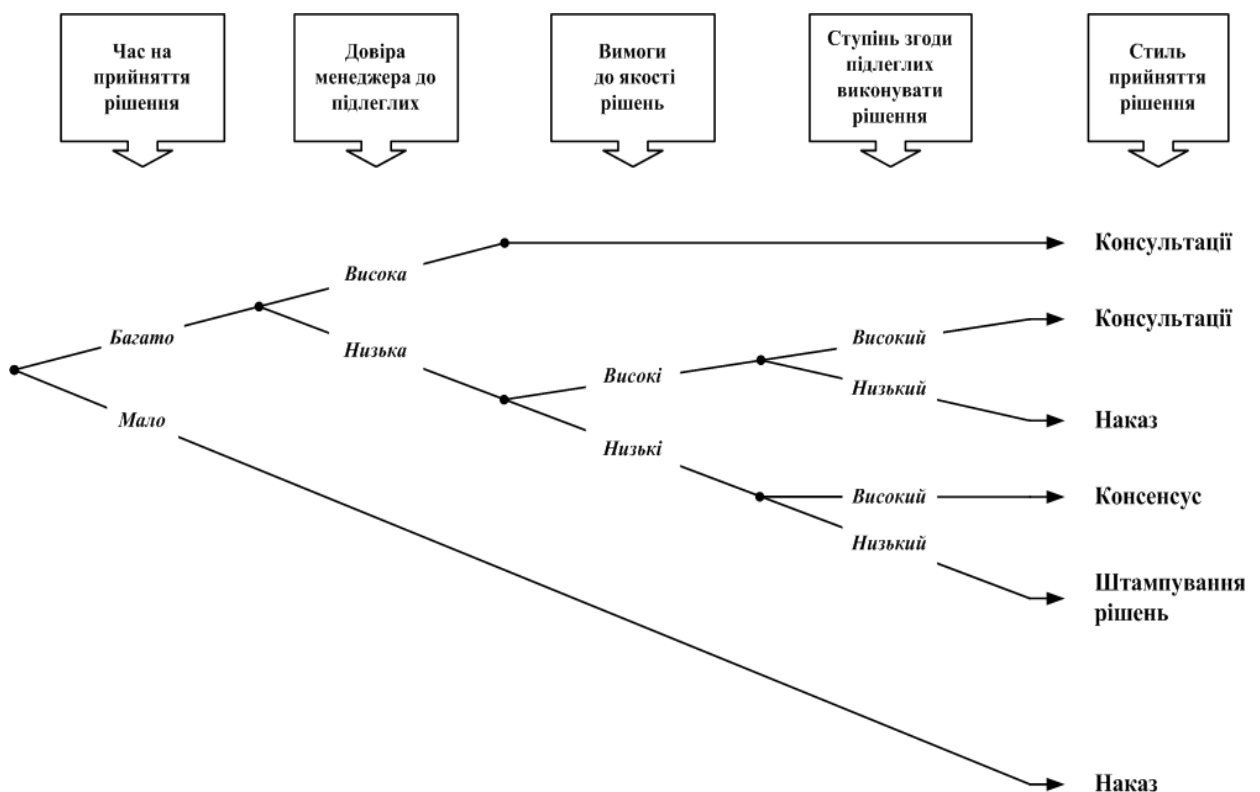 Час на
прийняття
рішення
Довіра
менеджера до
підлеглих
Вимоги
до якості
рішень
Ступінь згоди
підлеглих
виконувати
рішення
Стиль
прийняття
рішення
Консультації
Висока
Консультації
Багато
Високий
Низька
Високі
Низький
Мало
Наказ
Низькі
Високий
Консенсус
Низький
Штампування
рішень
Наказ